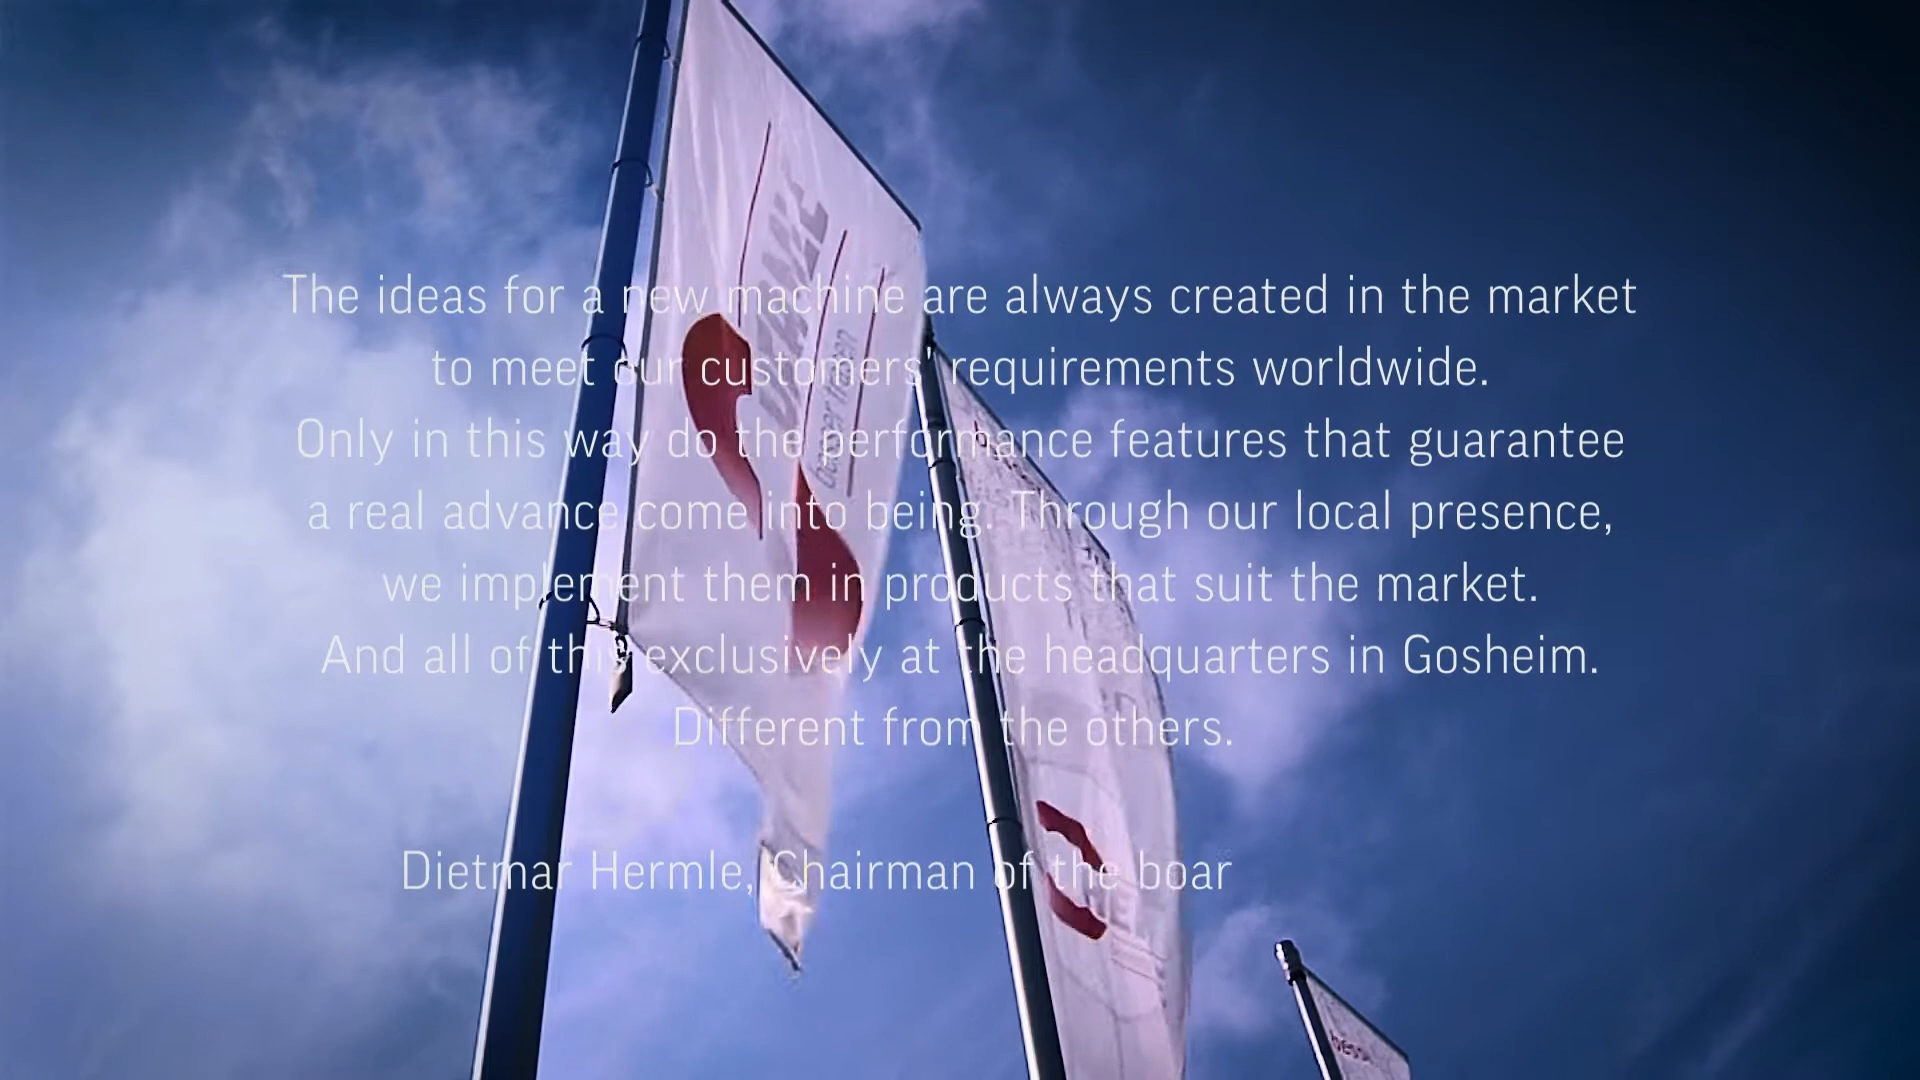 The ideas for a new machine are always created in the market
to meet our customers' requirements worldwide.
Only in this way do the performance features that guarantee
a real advance come into being. Through our local presence,
we implement them in products that suit the market.
And all of this exclusively at the headquarters in Gosheim.
Different from the others.
Dietmar Hermle, Chairman of the boar
besser fräsen